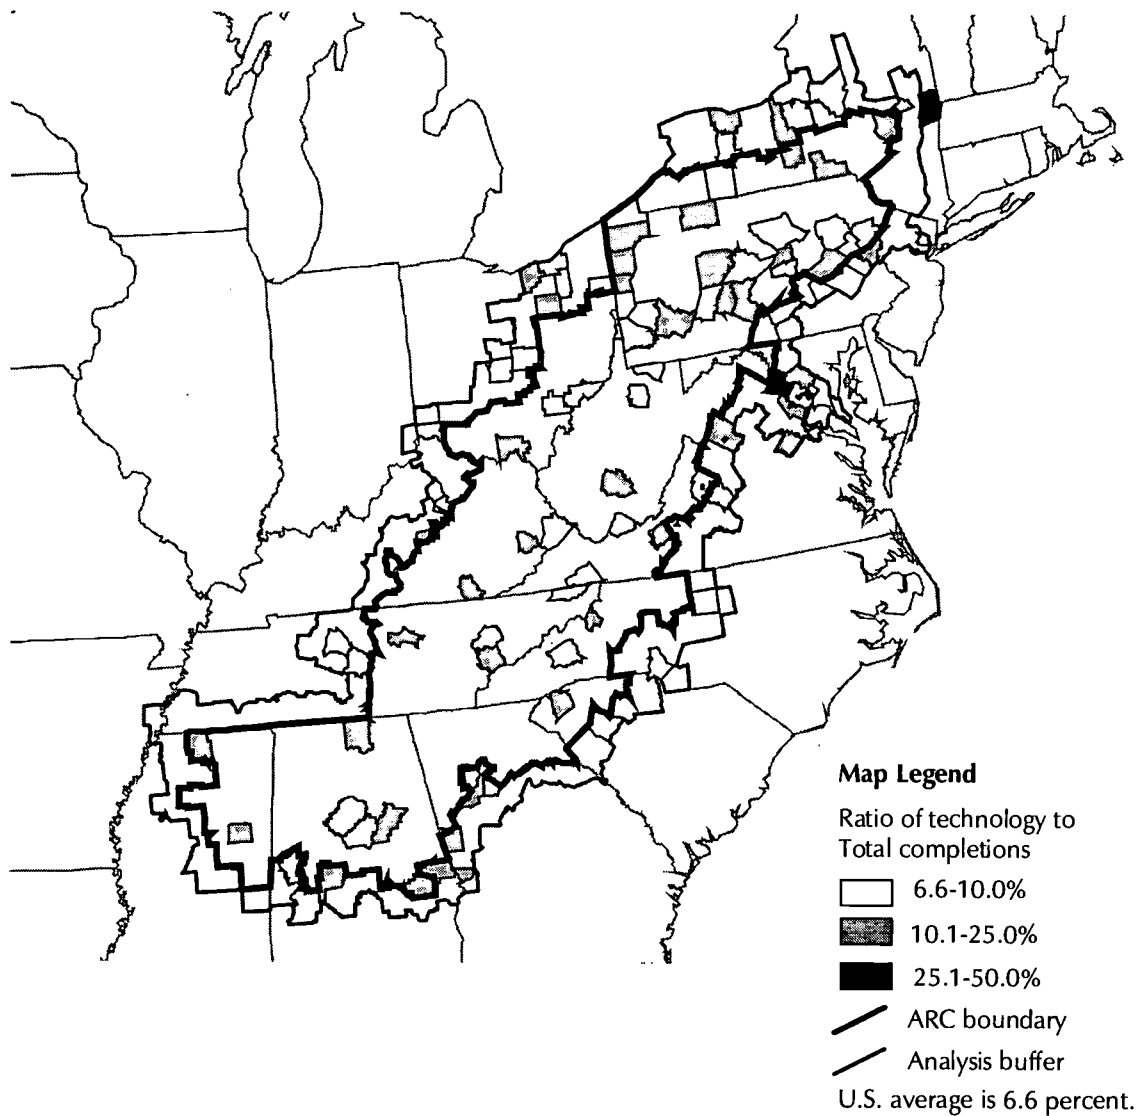 Map Legend
Ratio of technology to
Total completions
6.6-10.0%
10.1-25.0%
25.1-50.0%
ARC boundary
Analysis buffer
U.S. average is 6.6 percent.